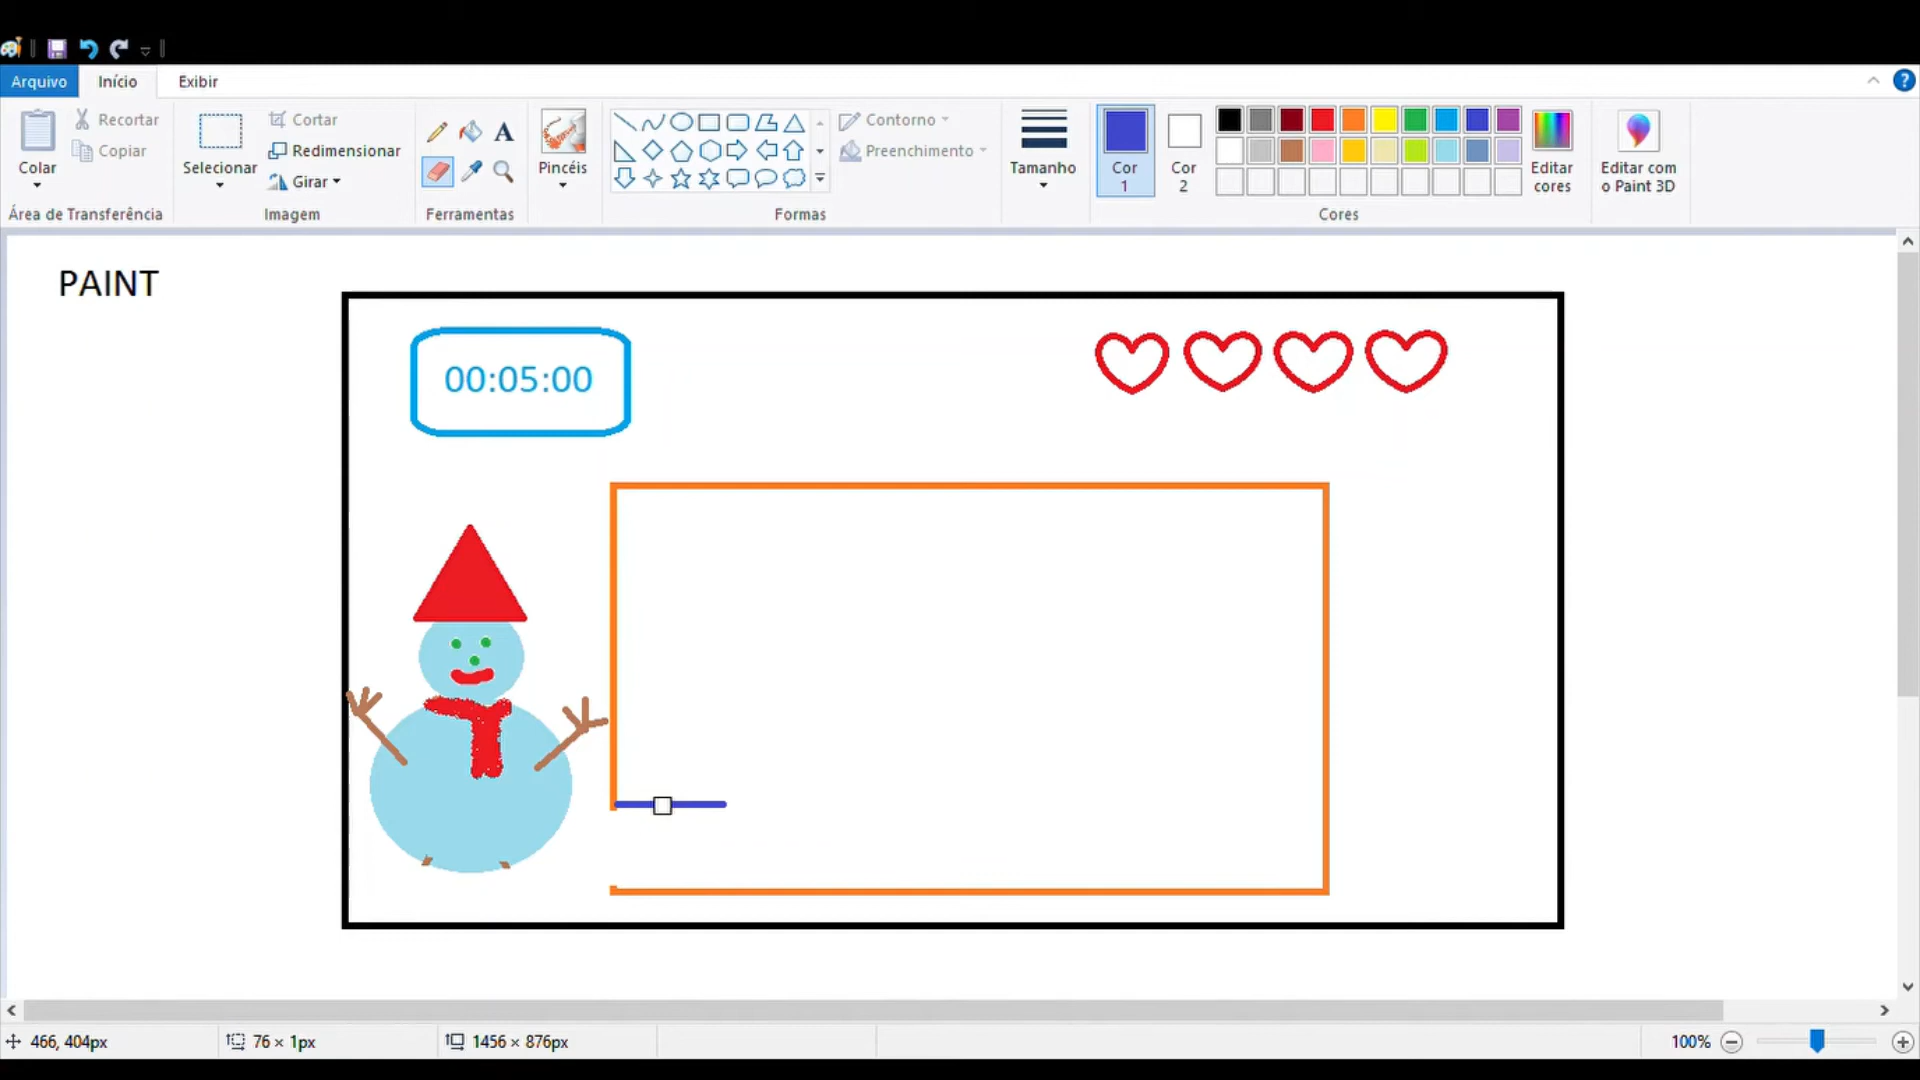 Arquivo
Início
Exibir
Colar
Recortar
Copiar
Área de Transferência
Selecionar
Cortar
Redimensionar
Girar
Imagem
Ferramentas
Pincéis
Formas
Contorno
Preenchimento
Tamanho
Cor
1
Cor
2
Editar
cores
Cores
Editar com
o Paint 3D
PAINT
00:05:00
466, 404px
76 × 1px
1456 × 876px
100%